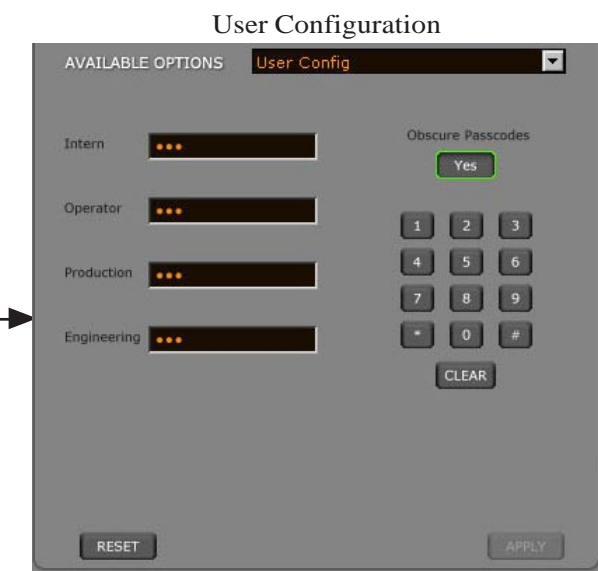 User Configuration
AVAILABLE OPTIONS User Config
Intern •••
Obscure Passcodes
Yes
Operator •••
1 2 3
4 5 6
Production •••
7 8 9
Engineering •••
* 0 #
CLEAR
RESET APPLY